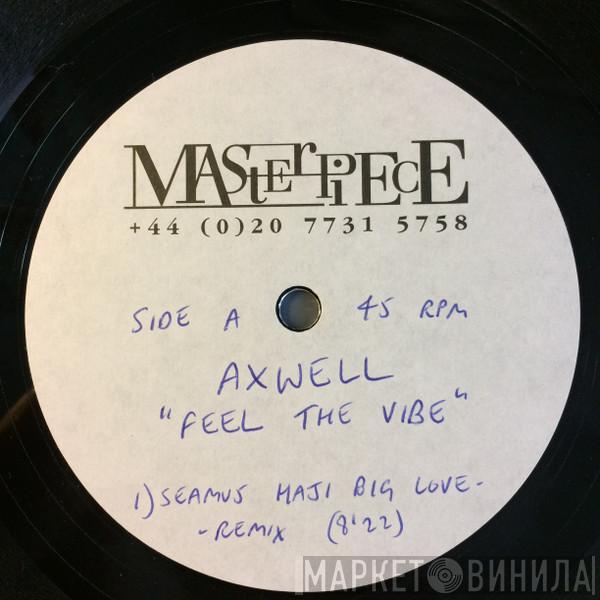 MASTERPIECE
+44 (0)20 7731 5758
SIDE A 45 RPM
AXWELL
"FEEL THE VIBE"
1) SEAMUS HAJI BIG LOVE-
-REMIX (8'22)
МАРКЕТ ВИНИЛА